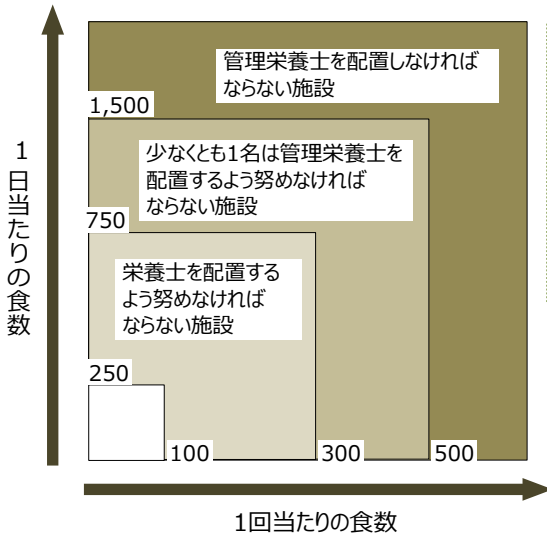 管理栄養士を配置しなければ
ならない施設
1,500
少なくとも1名は管理栄養士を
配置するよう努めなければ
ならない施設
750
栄養士を配置する
よう努めなければ
ならない施設
250
100
300
500
1日当たりの食数
1回当たりの食数